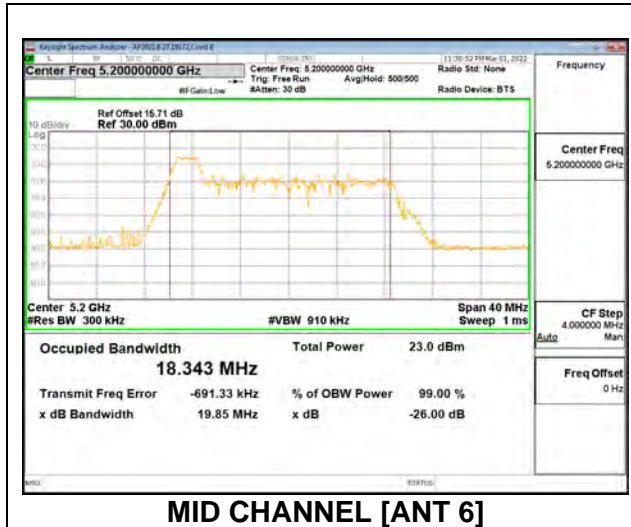 Center Freq 5.200000000 GHz
#IFGain:Low
Center Freq: 5.200000000 GHz
Trig: Free Run Avg|Hold: 500/500
#Atten: 30 dB
Radio Std: None
Radio Device: BTS
Frequency
Ref Offset 15.71 dB
10 dB/div Ref 30.00 dBm
Log
Center Freq
5.200000000 GHz
Center 5.2 GHz Span 40 MHz
#Res BW 300 kHz #VBW 910 kHz Sweep 1 ms
CF Step
4.000000 MHz
Auto Man
Occupied Bandwidth Total Power 23.0 dBm
18.343 MHz
Transmit Freq Error -691.33 kHz % of OBW Power 99.00 %
x dB Bandwidth 19.85 MHz x dB -26.00 dB
Freq Offset
0 Hz
MSG STATUS
MID CHANNEL [ANT 6]